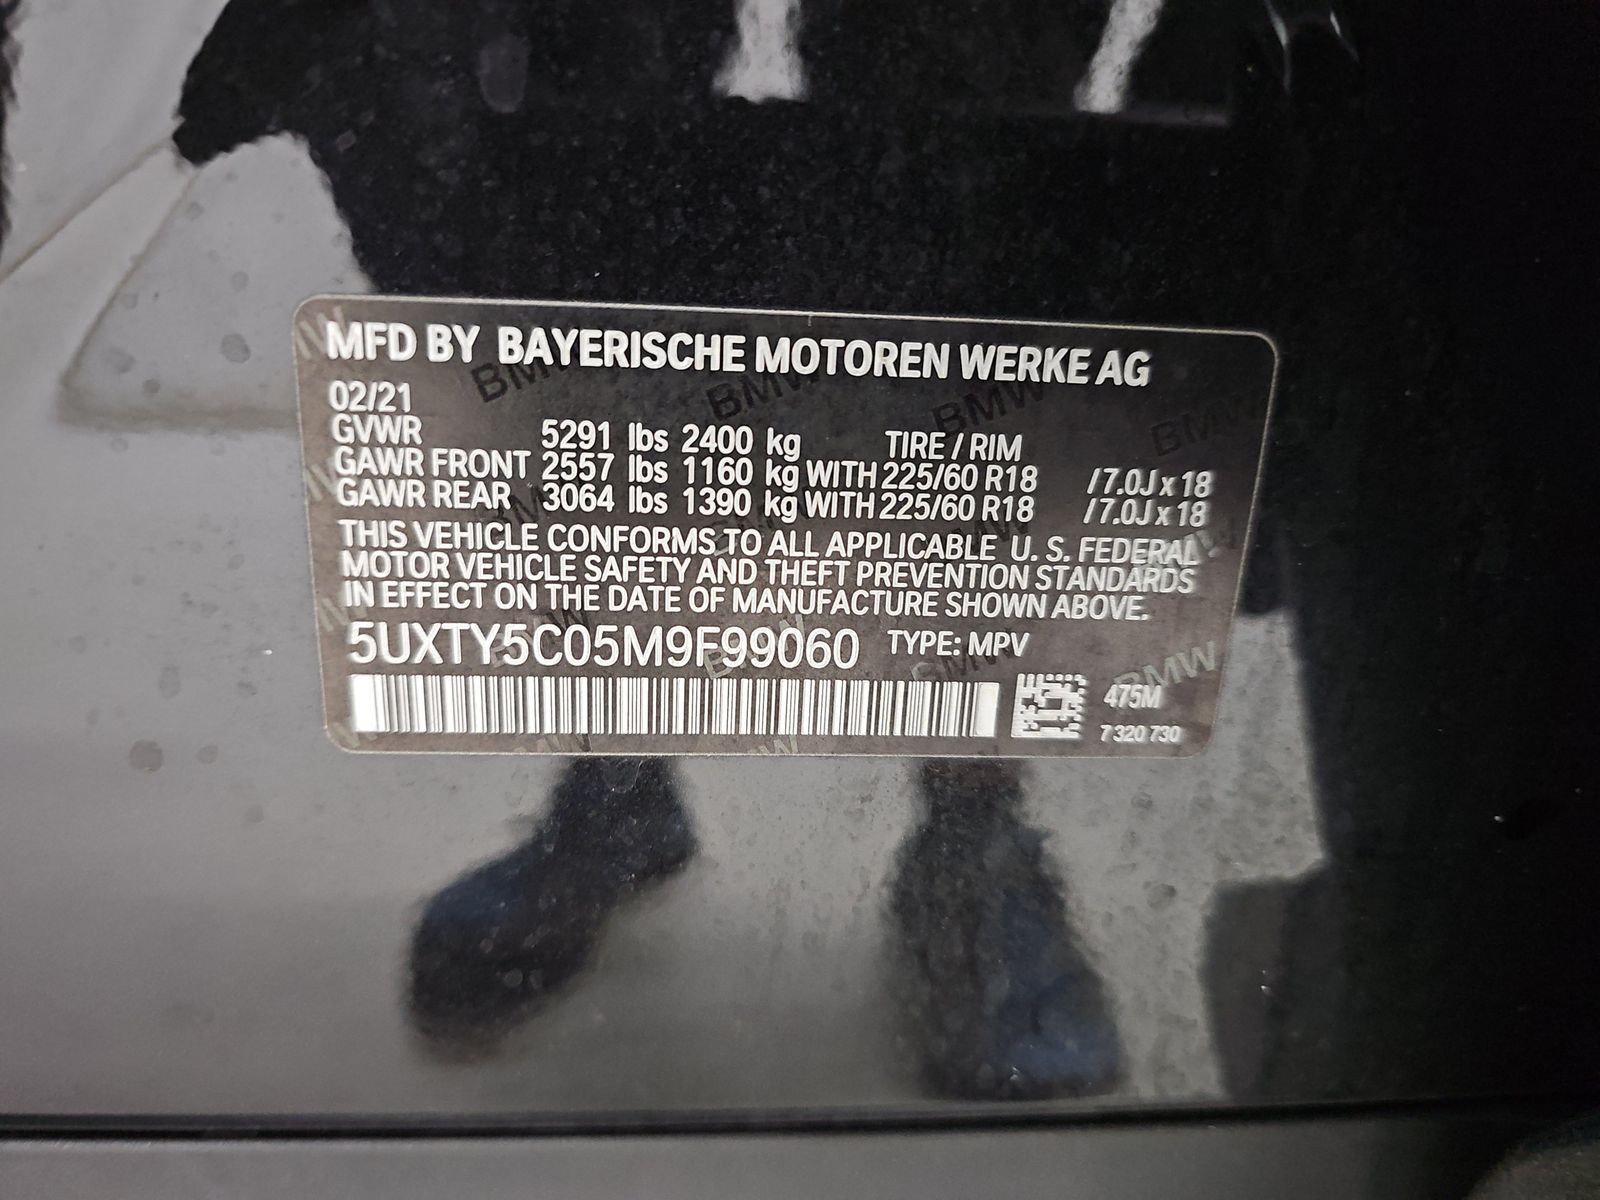 MFD BY BAYERISCHE MOTOREN WERKE AG
02/21
GVWR 5291 lbs 2400 kg TIRE / RIM
GAWR FRONT 2557 lbs 1160 kg WITH 225/60 R18 / 7.0J x 18
GAWR REAR 3064 lbs 1390 kg WITH 225/60 R18 / 7.0J x 18
THIS VEHICLE CONFORMS TO ALL APPLICABLE U. S. FEDERAL
MOTOR VEHICLE SAFETY AND THEFT PREVENTION STANDARDS
IN EFFECT ON THE DATE OF MANUFACTURE SHOWN ABOVE.
5UXTY5C05M9F99060 TYPE: MPV
475M
7 320 730